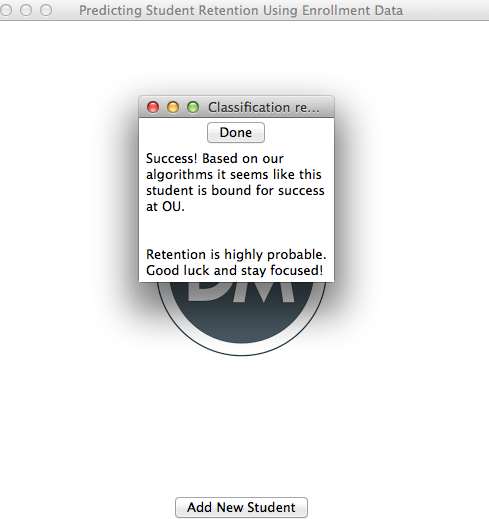 Predicting Student Retention Using Enrollment Data
Classification re...
Done
Success! Based on our
algorithms it seems like this
student is bound for success
at OU.
Retention is highly probable.
Good luck and stay focused!
DM
Add New Student